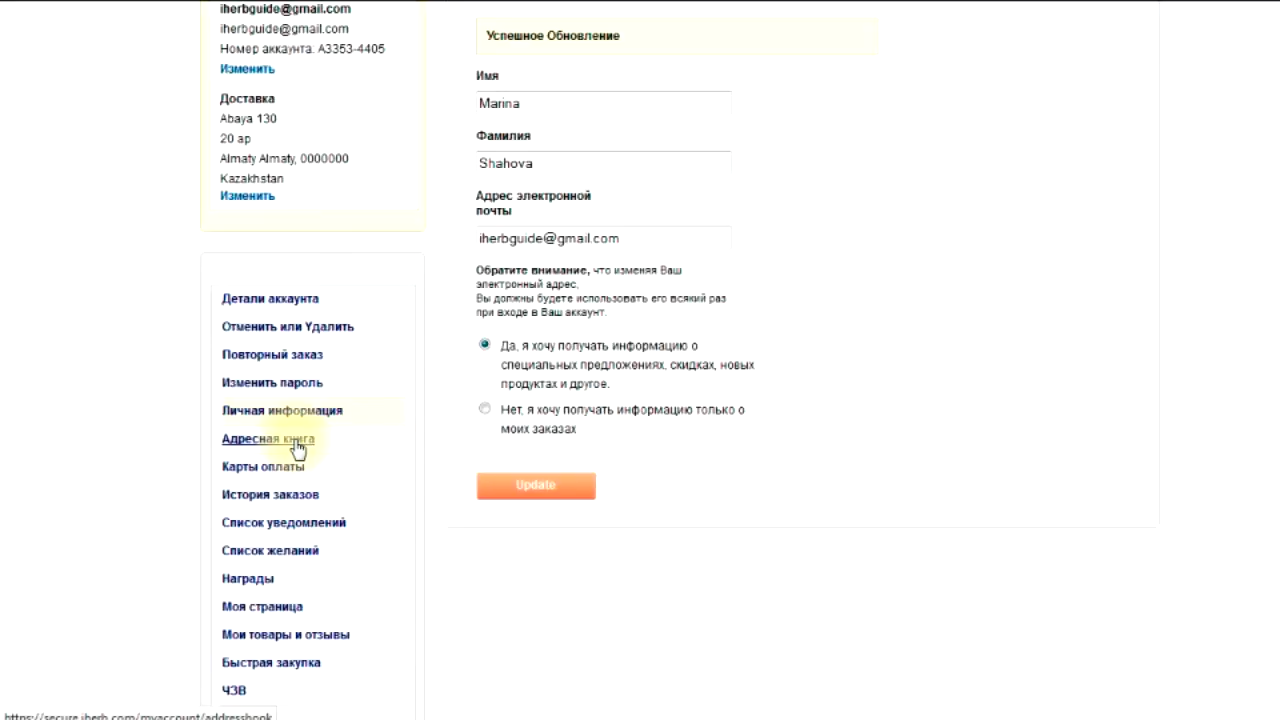 iherbguide@gmail.com
iherbguide@gmail.com
Номер аккаунта: A3353-4405
Изменить
Доставка
Abaya 130
20 ap
Almaty Almaty, 0000000
Kazakhstan
Изменить
Детали аккаунта
Отменить или Удалить
Повторный заказ
Изменить пароль
Личная информация
Адресная книга
Карты оплаты
История заказов
Список уведомлений
Список желаний
Награды
Моя страница
Мои товары и отзывы
Быстрая закупка
ЧЗВ
Успешное Обновление
Имя
Marina
Фамилия
Shahova
Адрес электронной
почты
iherbguide@gmail.com
Обратите внимание, что изменяя Ваш
электронный адрес,
Вы должны будете использовать его всякий раз
при входе в Ваш аккаунт.
Да, я хочу получать информацию о
специальных предложениях, скидках, новых
продуктах и другое.
Нет, я хочу получать информацию только о
моих заказах
Update
https://secure.iherb.com/myaccount/addressbook